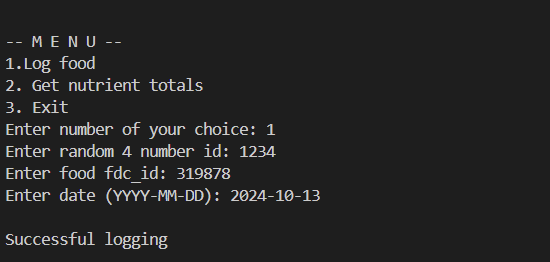 -- M E N U --
1.Log food
2. Get nutrient totals
3. Exit
Enter number of your choice: 1
Enter random 4 number id: 1234
Enter food fdc_id: 319878
Enter date (YYYY-MM-DD): 2024-10-13
Successful logging